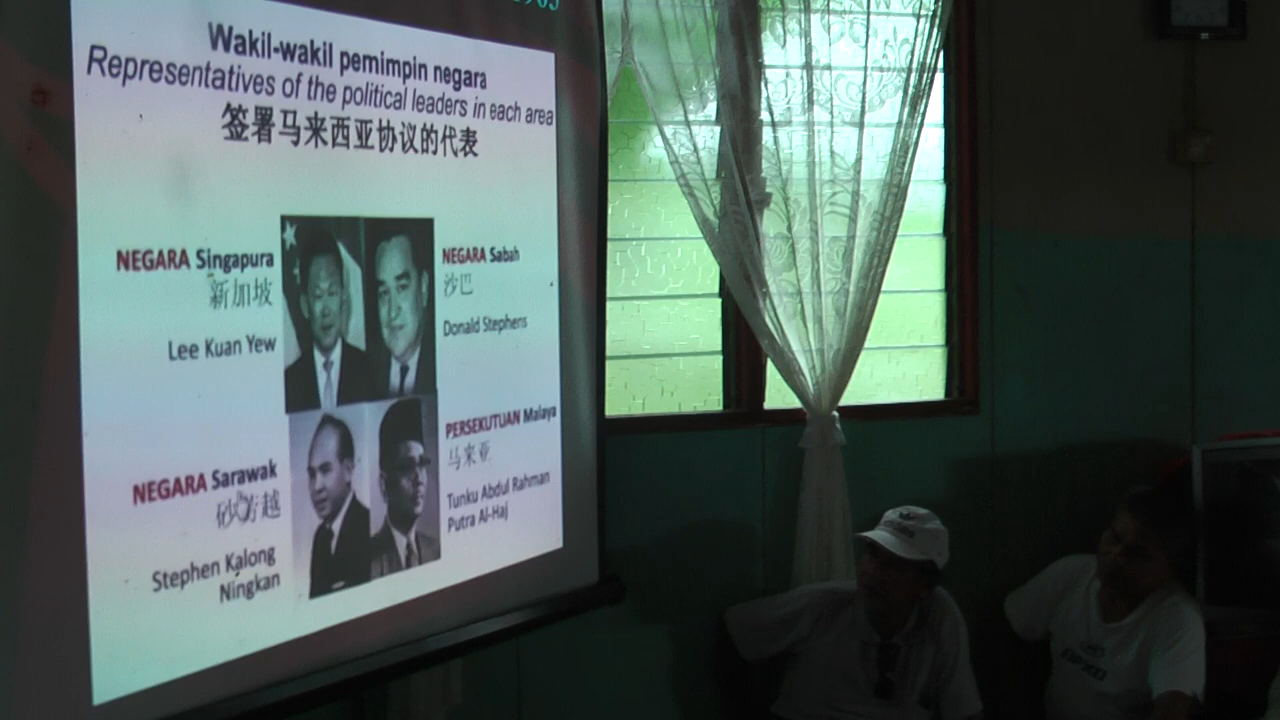 Wakil-wakil pemimpin negara
Representatives of the political leaders in each area
签署马来西亚协议的代表
NEGARA Singapura
新加坡
Lee Kuan Yew
NEGARA Sabah
沙巴
Donald Stephens
NEGARA Sarawak
砂劳越
Stephen Kalong
Ningkan
PERSEKUTUAN Malaya
马来亚
Tunku Abdul Rahman
Putra Al-Haj